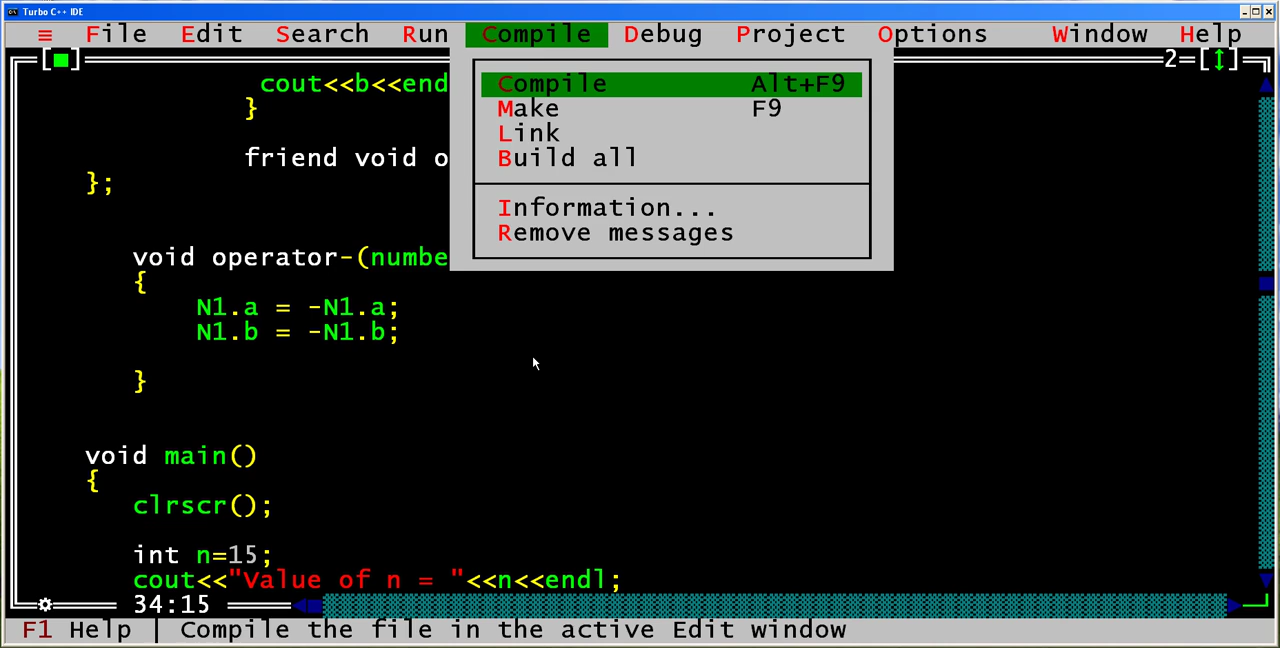 Turbo C++ IDE
≡ File Edit Search Run Compile Debug Project Options Window Help
2=[↕]
cout<<b<<end
}
friend void o
};
void operator-(numbe
{
N1.a = -N1.a;
N1.b = -N1.b;
}
void main()
{
clrscr();
int n=15;
cout<<"Value of n = "<<n<<endl;
Compile Alt+F9
Make F9
Link
Build all
Information...
Remove messages
34:15
F1 Help | Compile the file in the active Edit window